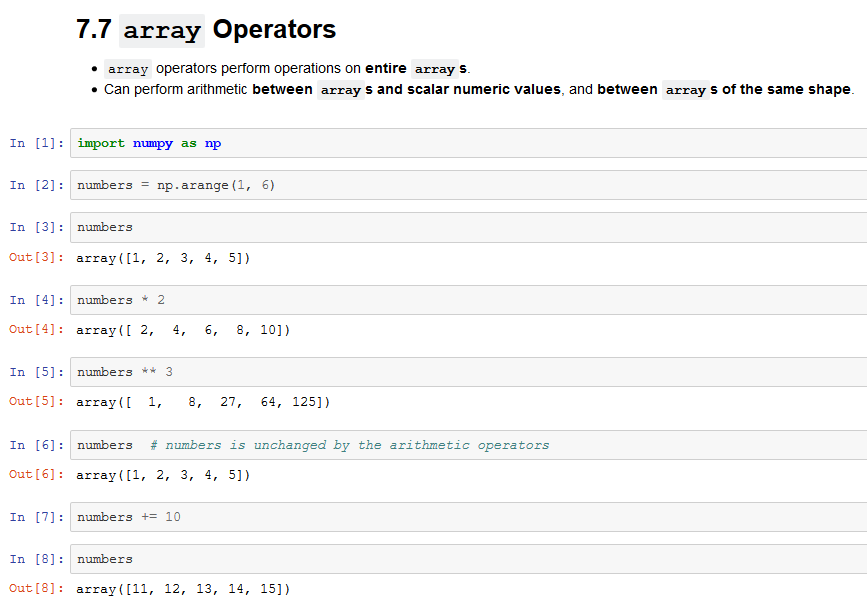 7.7 array Operators
• array operators perform operations on entire array s.
• Can perform arithmetic between array s and scalar numeric values, and between array s of the same shape.
In [1]: import numpy as np
In [2]: numbers = np.arange(1, 6)
In [3]: numbers
Out[3]: array([1, 2, 3, 4, 5])
In [4]: numbers * 2
Out[4]: array([ 2,  4,  6,  8, 10])
In [5]: numbers ** 3
Out[5]: array([  1,   8,  27,  64, 125])
In [6]: numbers  # numbers is unchanged by the arithmetic operators
Out[6]: array([1, 2, 3, 4, 5])
In [7]: numbers += 10
In [8]: numbers
Out[8]: array([11, 12, 13, 14, 15])